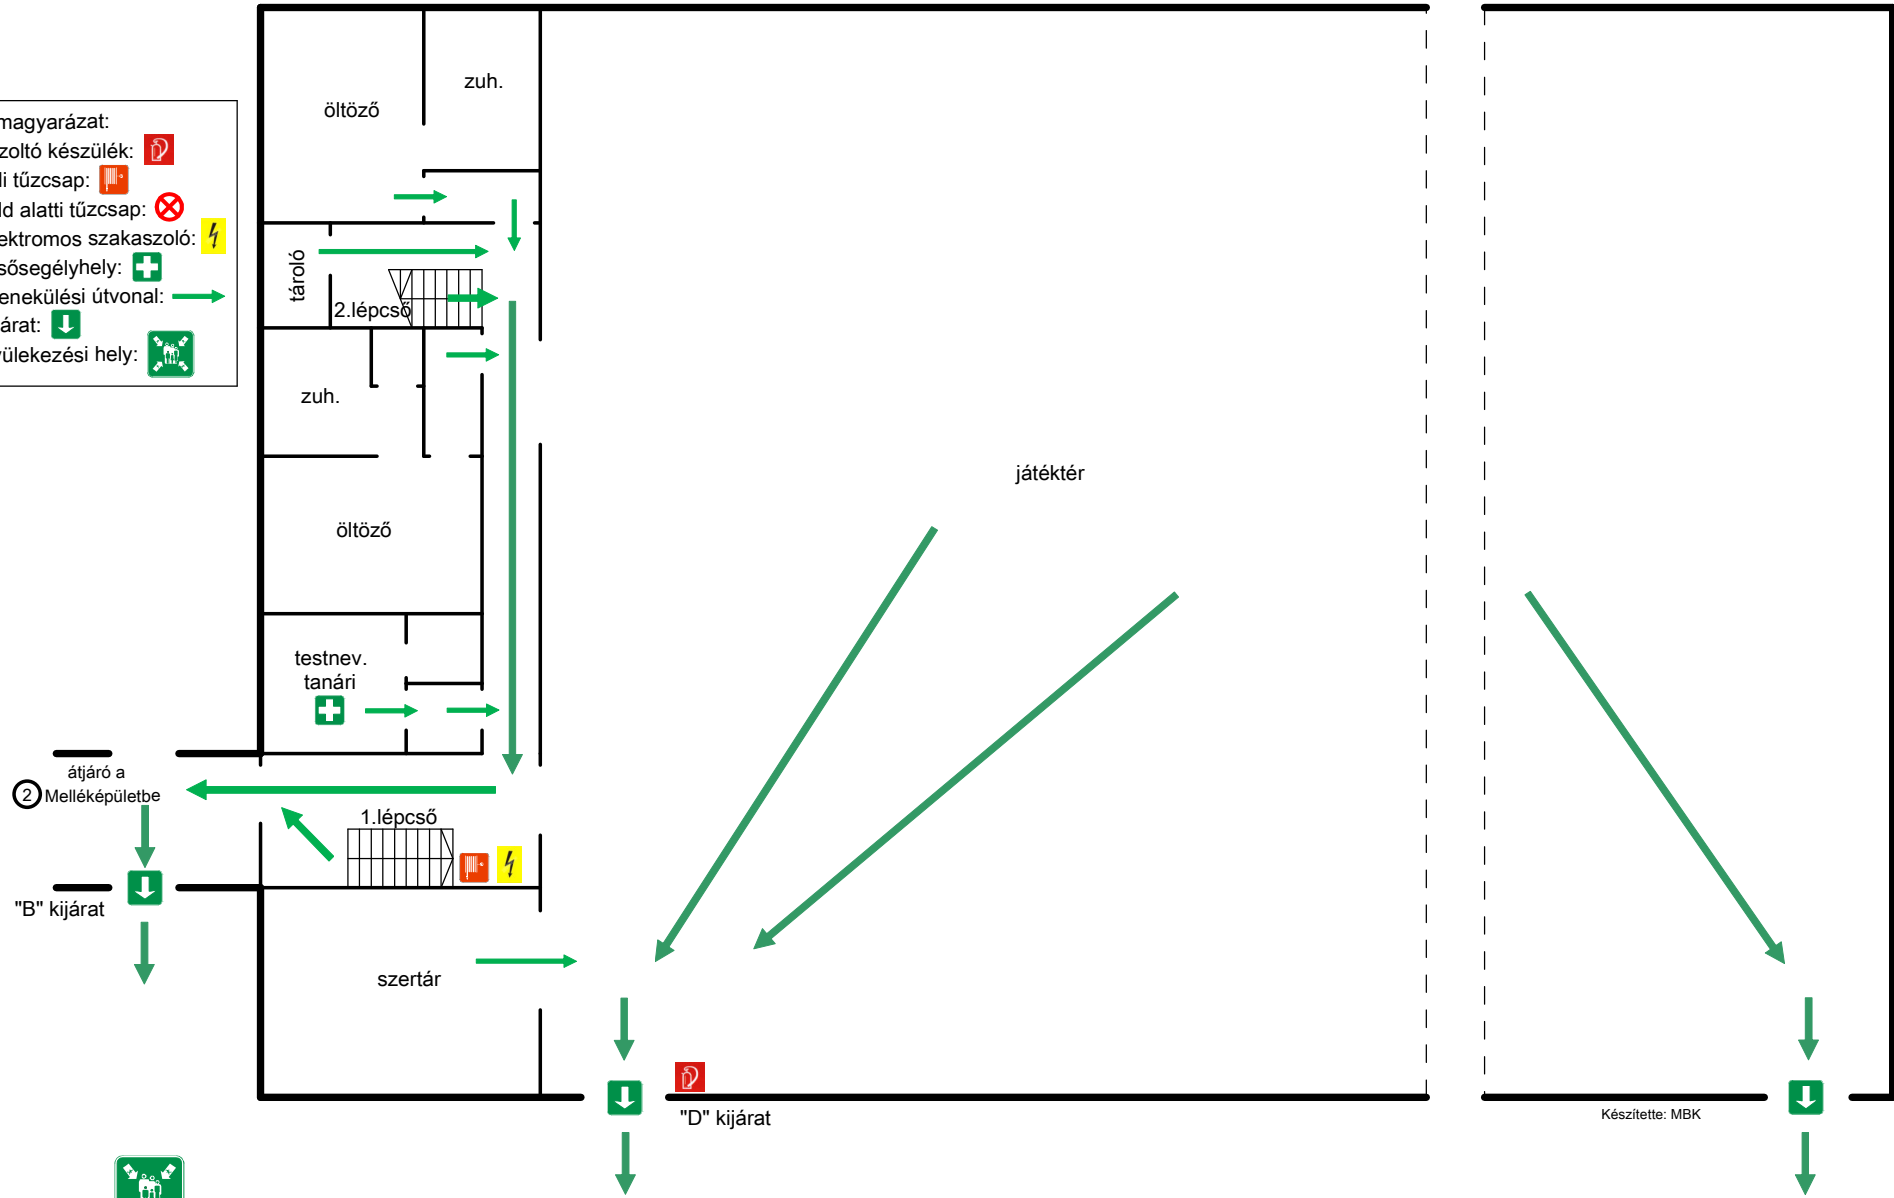 magyarázat:
zoltó készülék:
li tűzcsap:
ld alatti tűzcsap:
ektromos szakaszoló:
sősegélyhely:
enekülési útvonal:
árat:
ülekezési hely:
öltöző
zuh.
tároló
2.lépcső
zuh.
öltöző
testnev.
tanári
játéktér
átjáró a
2 Melléképületbe
1.lépcső
"B" kijárat
szertár
"D" kijárat
Készítette: MBK